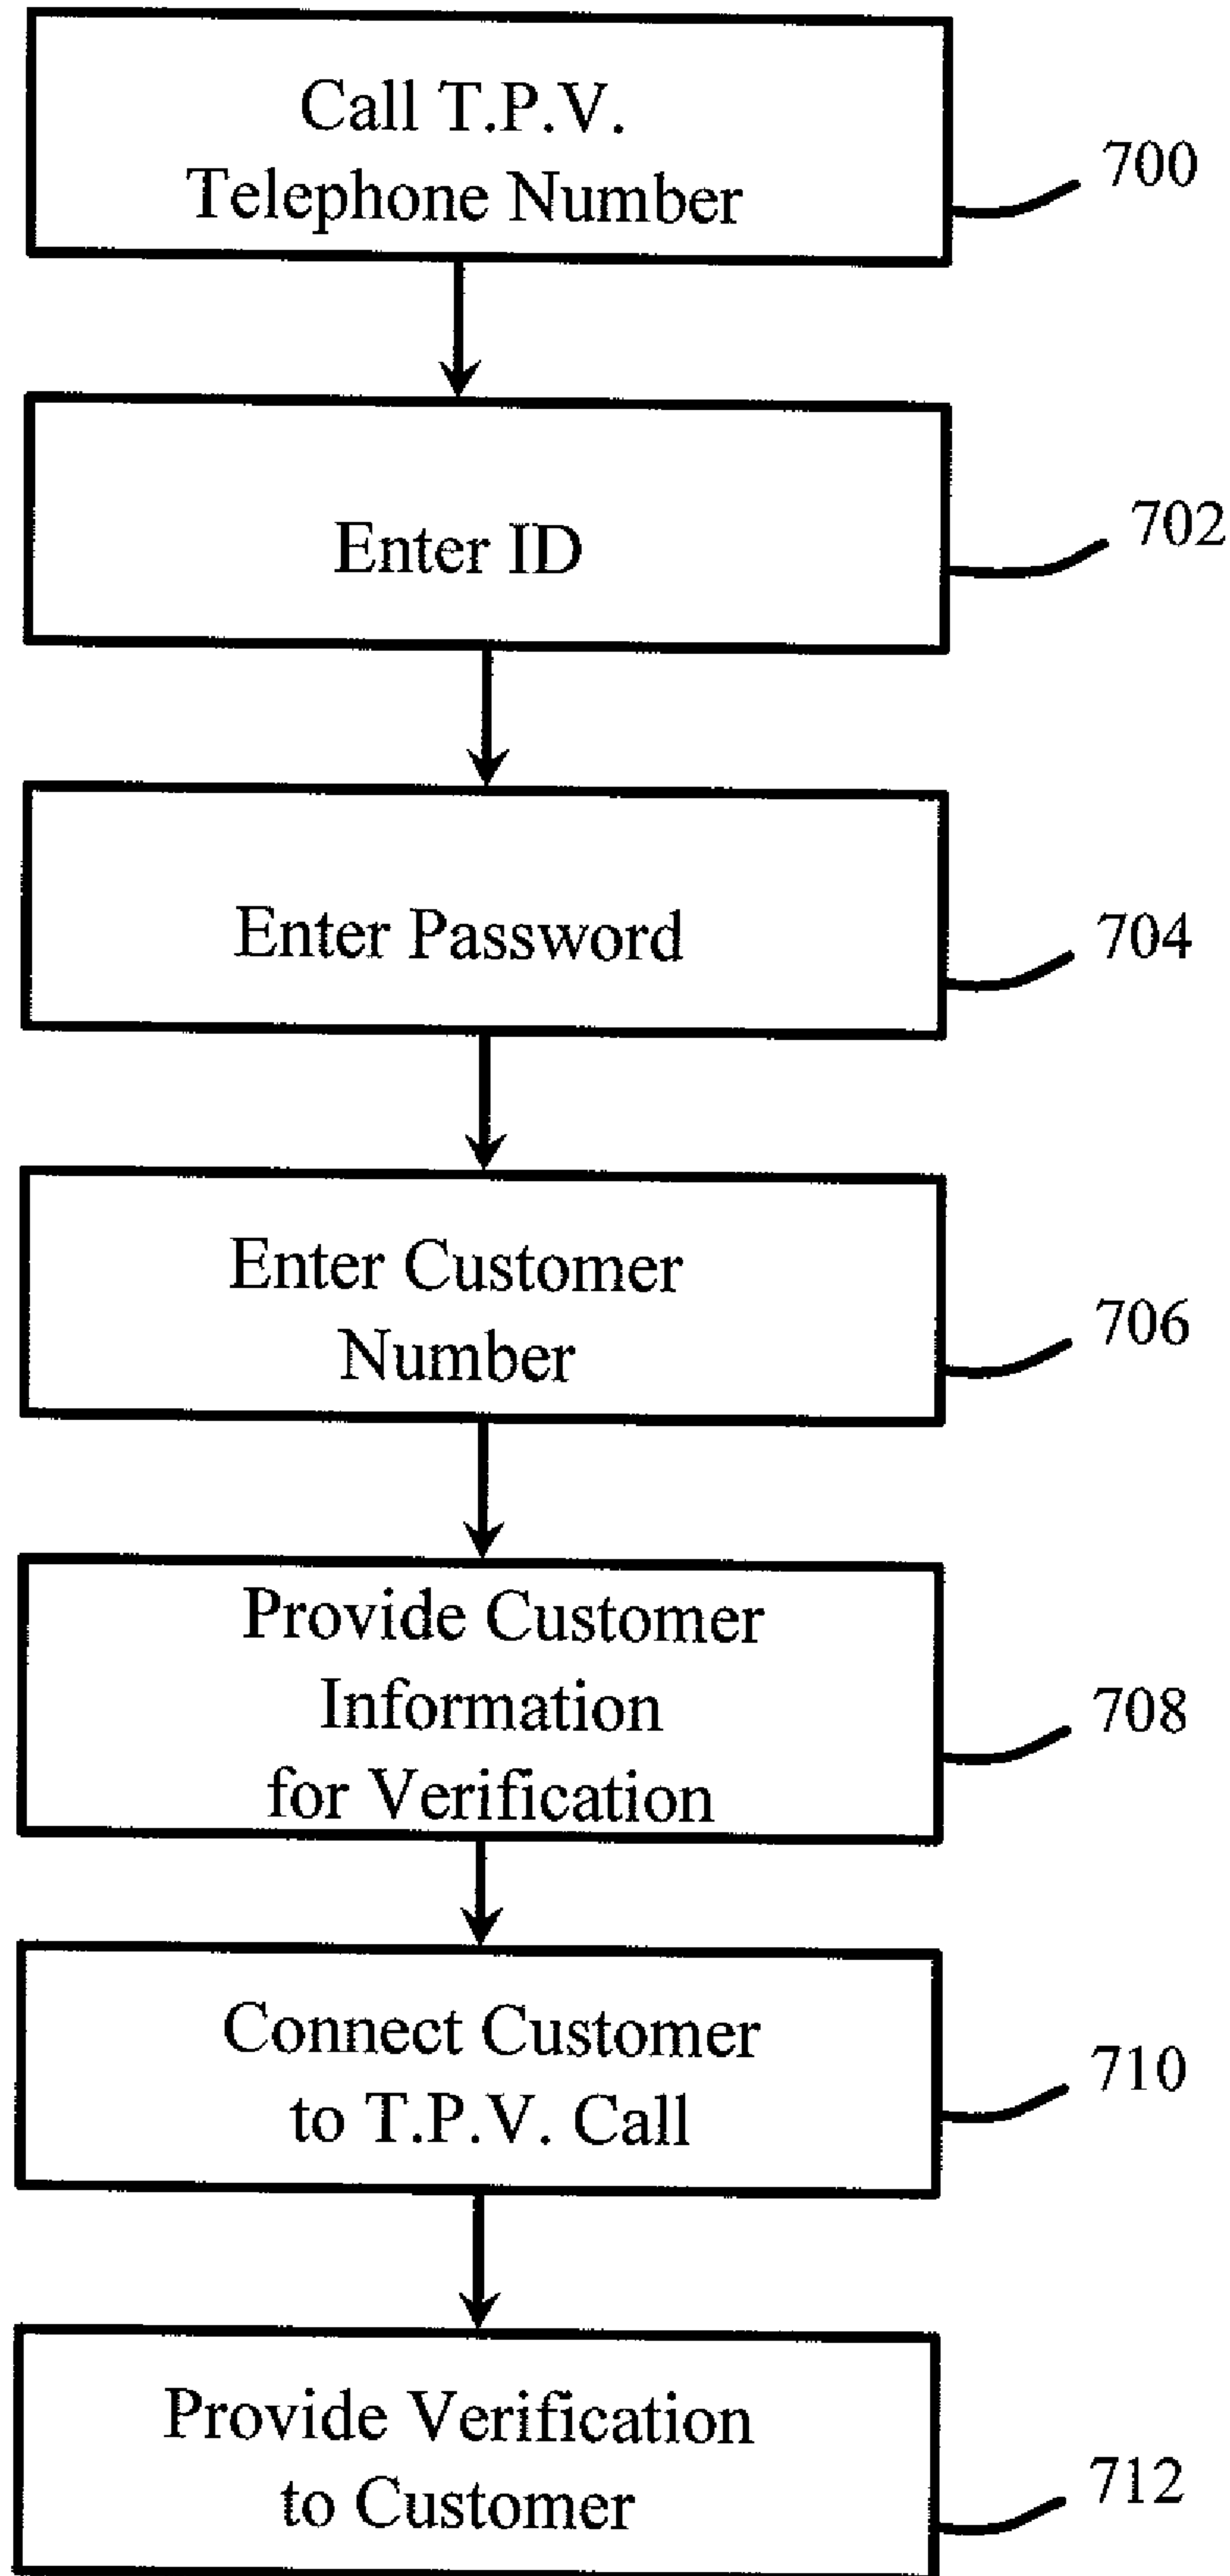 Call T.P.V.
Telephone Number
700
Enter ID
702
Enter Password
704
Enter Customer
Number
706
Provide Customer
Information
for Verification
708
Connect Customer
to T.P.V. Call
710
Provide Verification
to Customer
712